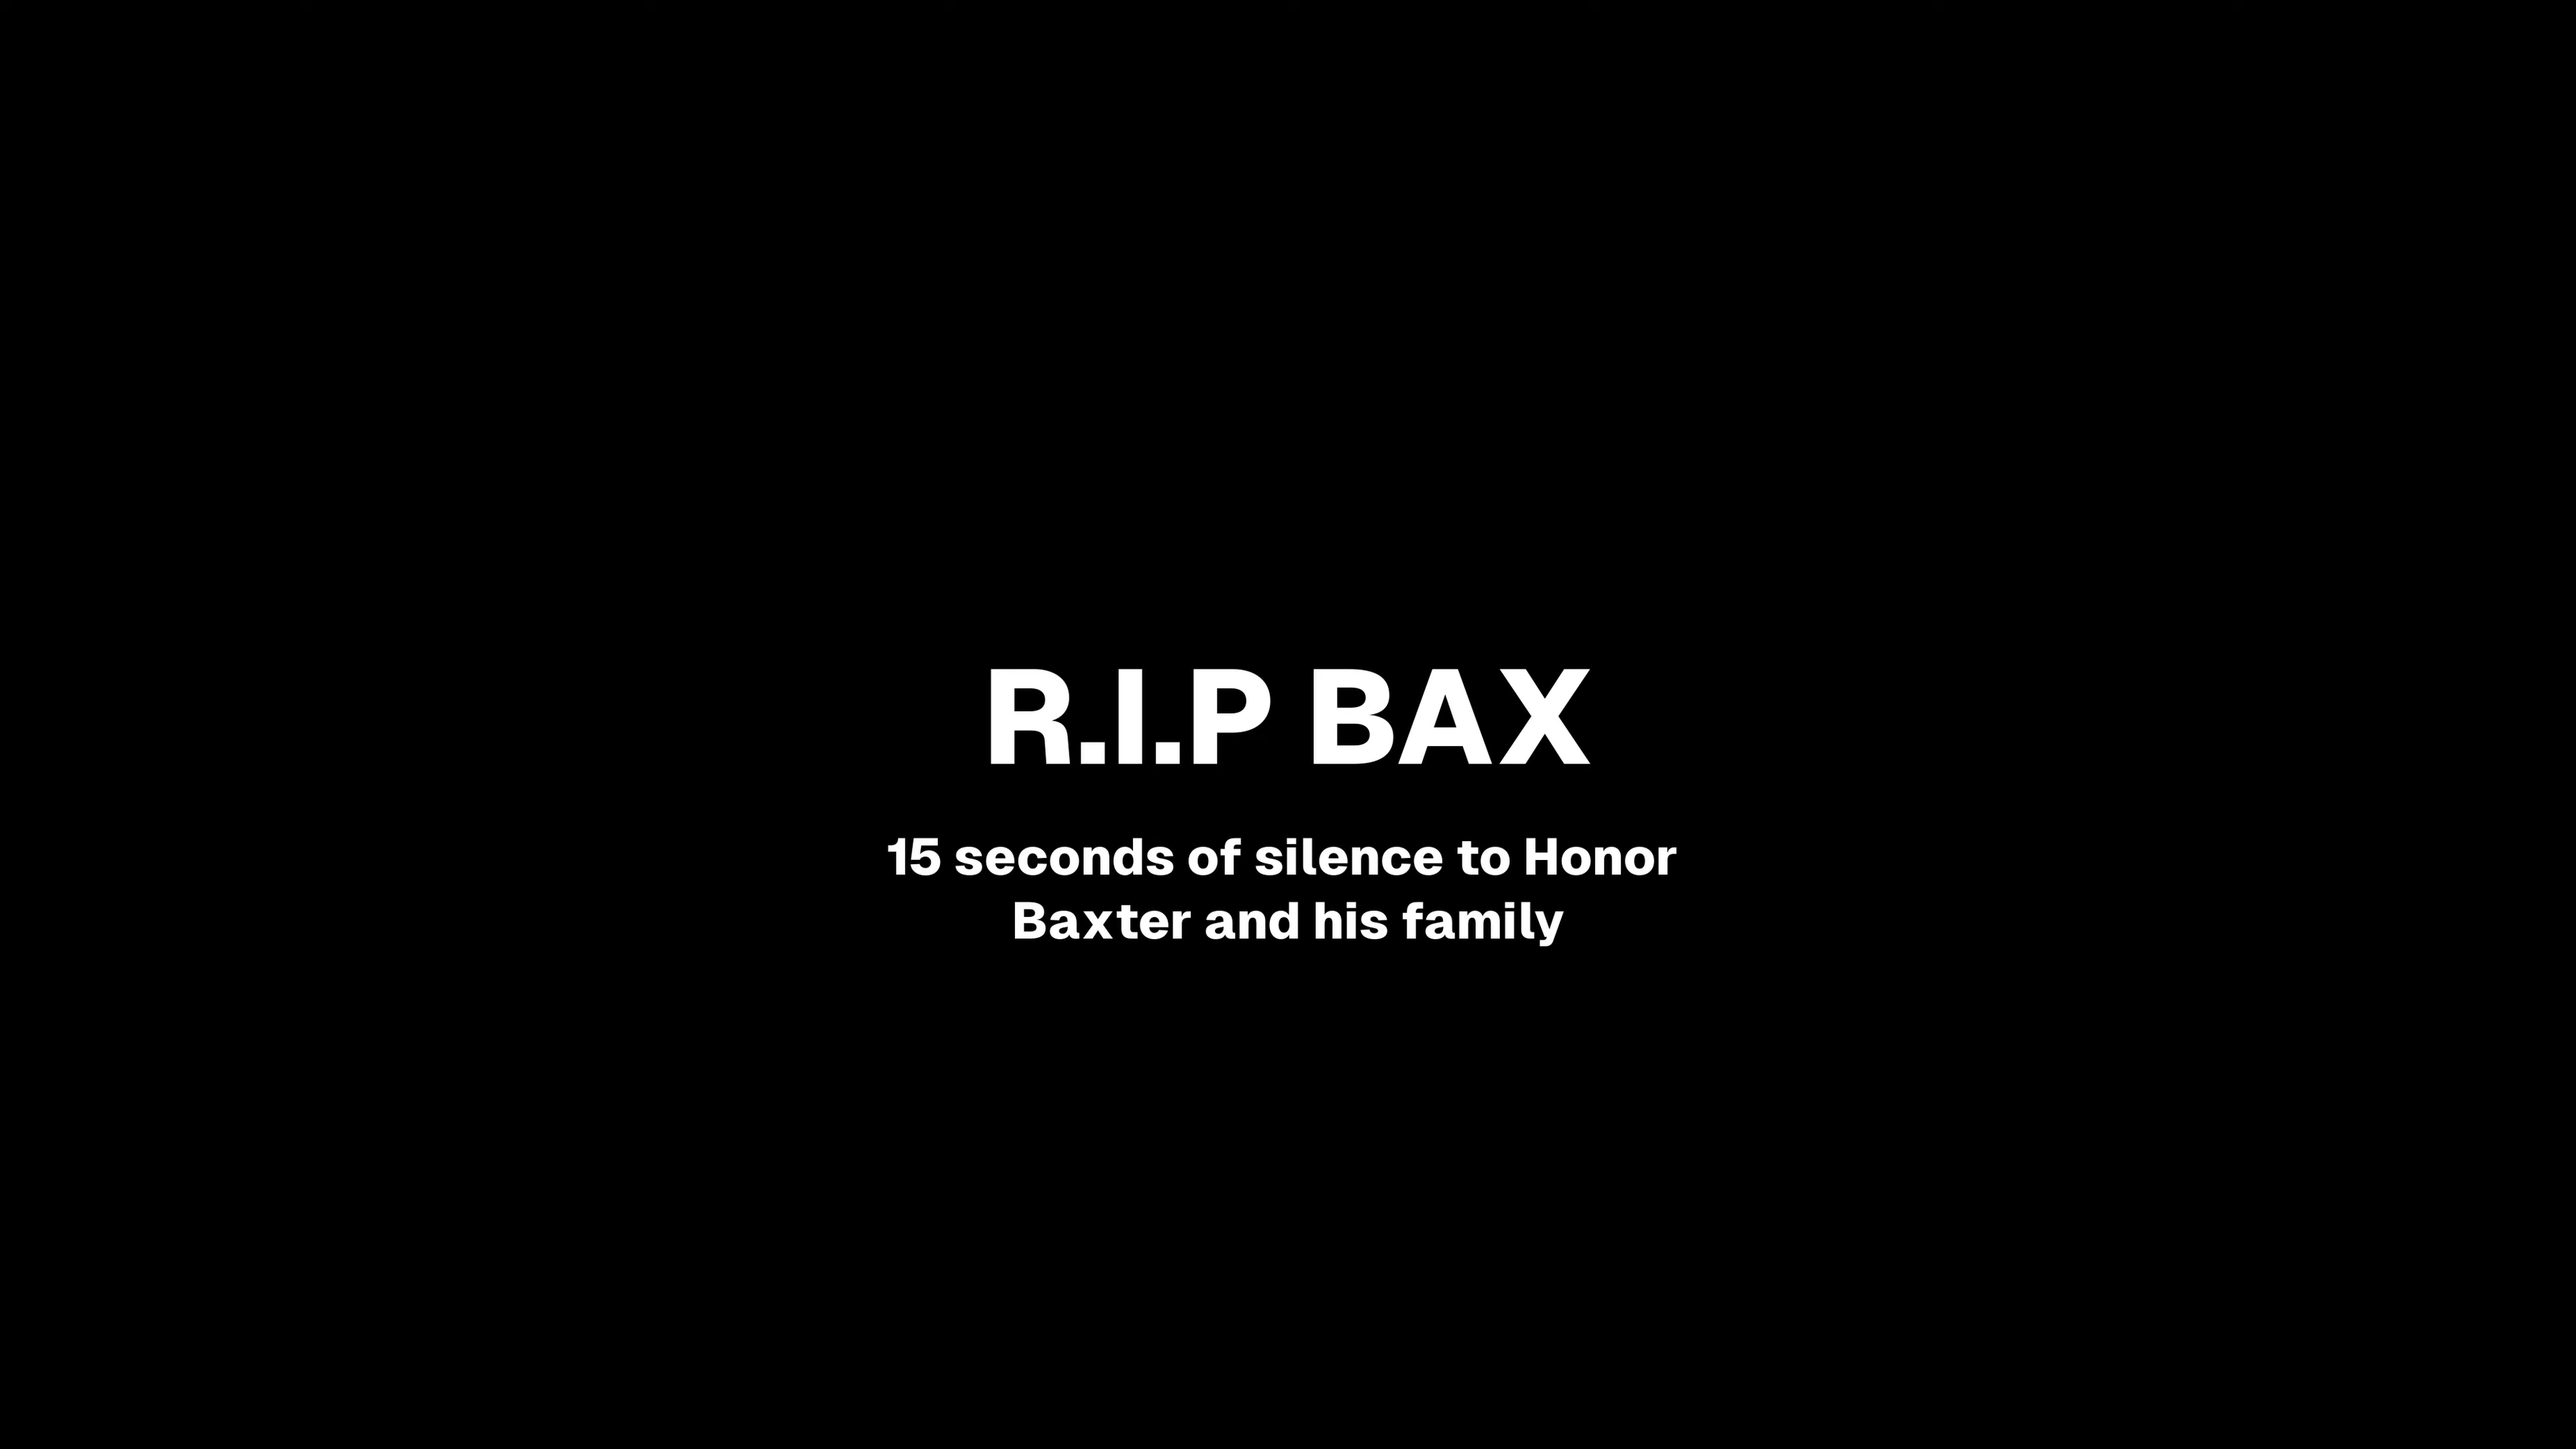 R.I.P BAX
15 seconds of silence to Honor
Baxter and his family